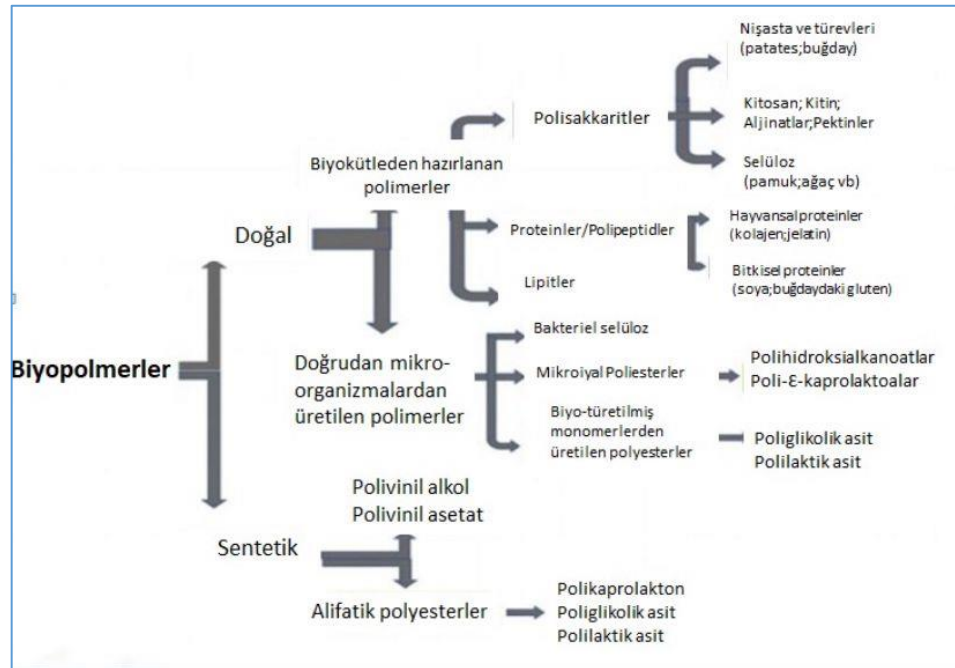 Nişasta ve türevleri
(patates;buğday)
Polisakkaritler
Kitosan; Kitin;
Aljinatlar;Pektinler
Selüloz
(pamuk;ağaç vb)
Biyokütleden hazırlanan
polimerler
Doğal
Proteinler/Polipeptidler
Hayvansal proteinler
(kolajen;jelatin)
Bitkisel proteinler
(soya;buğdaydaki gluten)
Lipitler
Biyopolmerler
Doğrudan mikro-
organizmalardan
üretilen polimerler
Bakteriel selüloz
Mikroiyal Poliesterler
Polihidroksialkanoatlar
Poli-Ɛ-kaprolaktoalar
Biyo-türetilmiş
monomerlerden
üretilen polyesterler
Poliglikolik asit
Polilaktik asit
Sentetik
Polivinil alkol
Polivinil asetat
Alifatik polyesterler
Polikaprolakton
Poliglikolik asit
Polilaktik asit